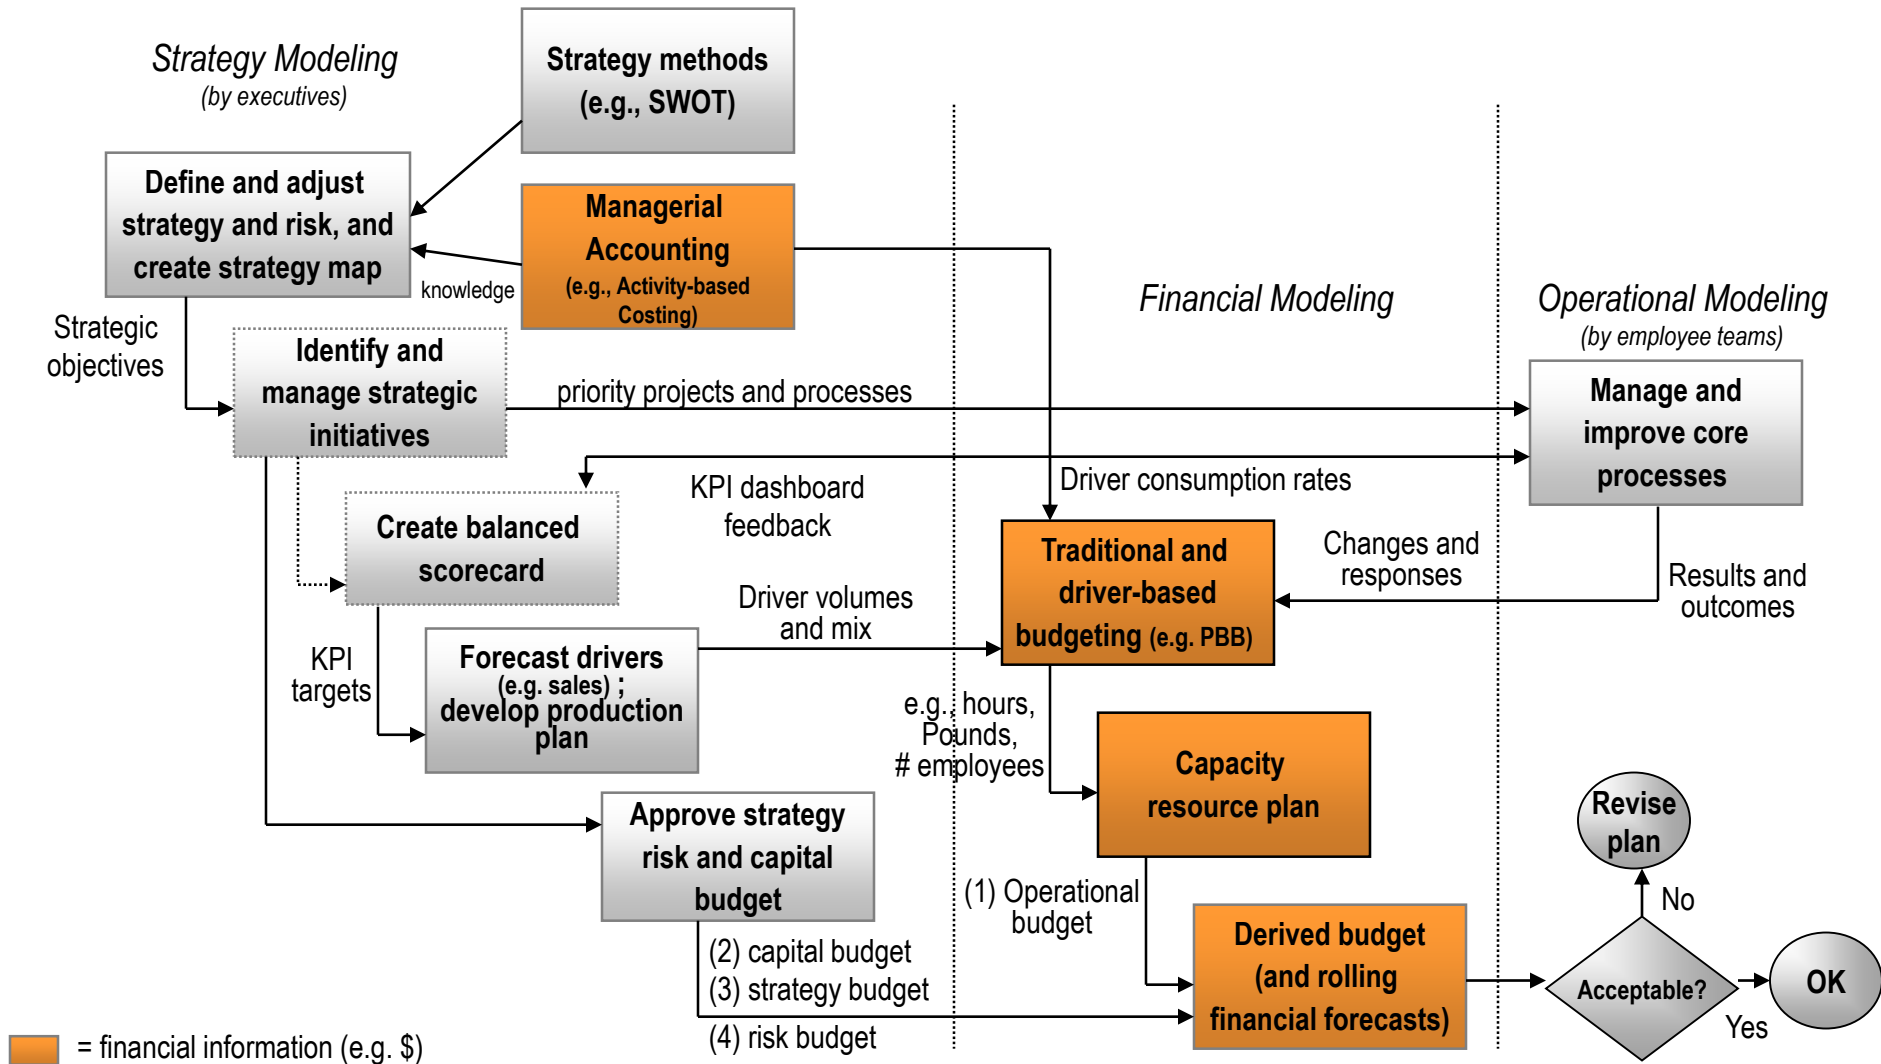 Strategy Modeling
(by executives)
Strategy methods
(e.g., SWOT)
Define and adjust
strategy and risk, and
create strategy map
Managerial
Accounting
(e.g., Activity-based
Costing)
knowledge
Financial Modeling
Operational Modeling
(by employee teams)
Strategic
objectives
Identify and
manage strategic
initiatives
priority projects and processes
Manage and
improve core
processes
KPI dashboard
feedback
Driver consumption rates
Create balanced
scorecard
Traditional and
driver-based
budgeting (e.g. PBB)
Changes and
responses
Results and
outcomes
Driver volumes
and mix
KPI
targets
Forecast drivers
(e.g. sales) ;
develop production
plan
e.g., hours,
Pounds,
# employees
Capacity
resource plan
Approve strategy
risk and capital
budget
Revise
plan
No
(1) Operational
budget
(2) capital budget
(3) strategy budget
(4) risk budget
Derived budget
(and rolling
financial forecasts)
Acceptable?
OK
Yes
= financial information (e.g. $)